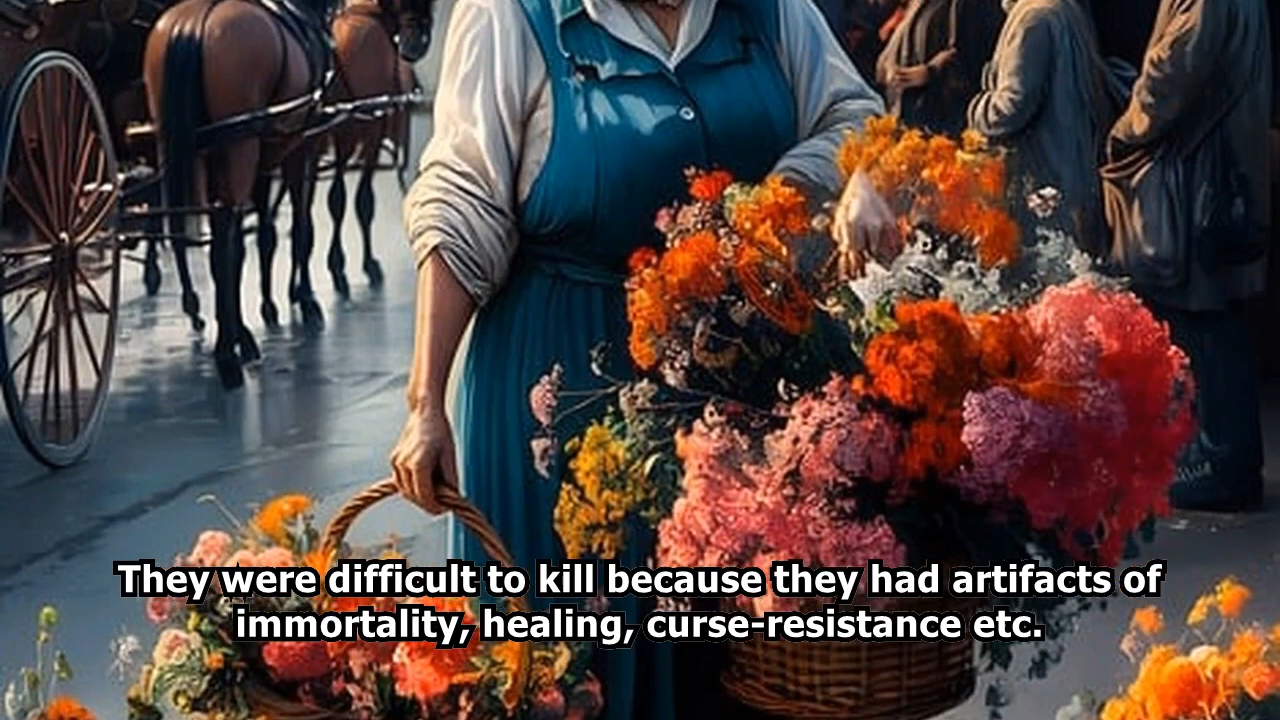 They were difficult to kill because they had artifacts of
immortality, healing, curse-resistance etc.